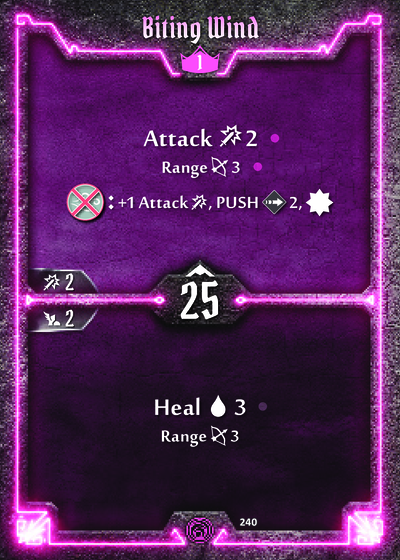 Biting Wind
1
Attack 2
Range 3
: +1 Attack, PUSH 2,
2
25
2
Heal 3
Range 3
240